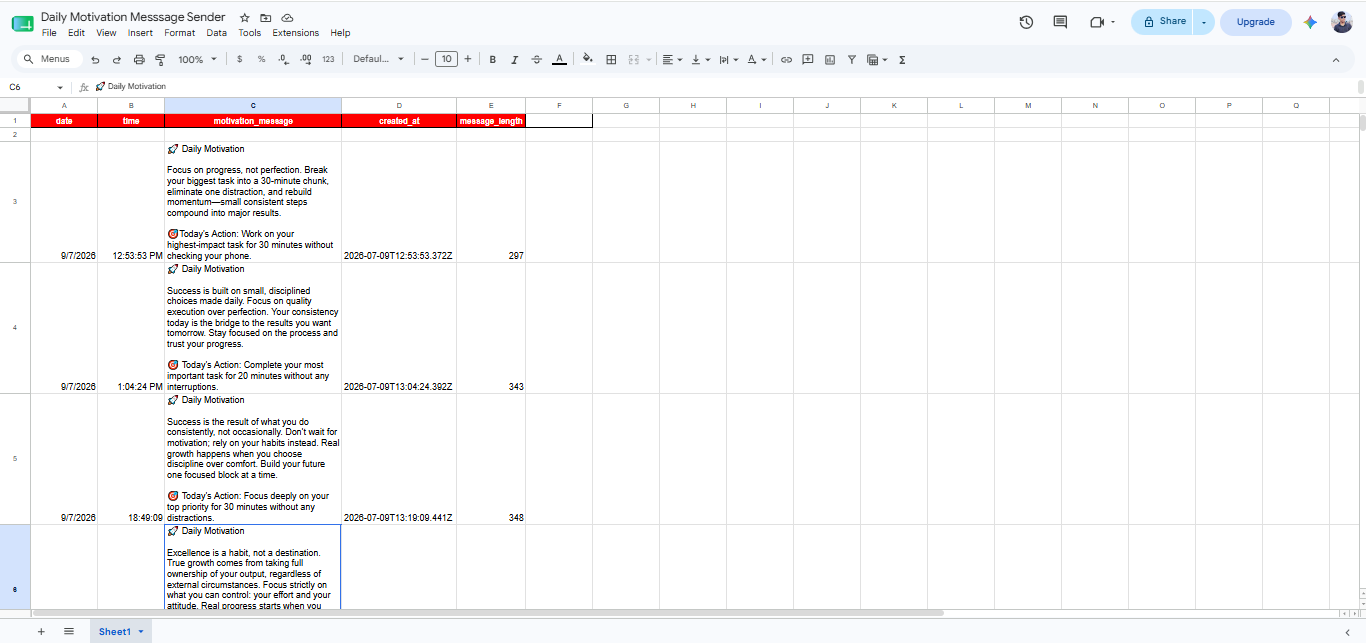 Daily Motivation Messsage Sender
File Edit View Insert Format Data Tools Extensions Help
Share
Upgrade
Menus
100%
$ % .0 .00 123
Defaul...
10
B I A
C6
fx 🚀 Daily Motivation
A B C D E F G H I J K L M N O P Q
1 date time motivation_message created_at message_length
2
🚀 Daily Motivation
Focus on progress, not perfection. Break
your biggest task into a 30-minute chunk,
eliminate one distraction, and rebuild
momentum—small consistent steps
compound into major results.
🎯Today's Action: Work on your
highest-impact task for 30 minutes without
checking your phone.
3 9/7/2026 12:53:53 PM 2026-07-09T12:53:53.372Z 297
🚀 Daily Motivation
Success is built on small, disciplined
choices made daily. Focus on quality
execution over perfection. Your consistency
today is the bridge to the results you want
tomorrow. Stay focused on the process and
trust your progress.
🎯 Today's Action: Complete your most
important task for 20 minutes without any
interruptions.
4 9/7/2026 1:04:24 PM 2026-07-09T13:04:24.392Z 343
🚀 Daily Motivation
Success is the result of what you do
consistently, not occasionally. Don't wait for
motivation; rely on your habits instead. Real
growth happens when you choose
discipline over comfort. Build your future
one focused block at a time.
🎯 Today's Action: Focus deeply on your
top priority for 30 minutes without any
distractions.
5 9/7/2026 18:49:09 2026-07-09T13:19:09.441Z 348
🚀 Daily Motivation
Excellence is a habit, not a destination.
True growth comes from taking full
ownership of your output, regardless of
external circumstances. Focus strictly on
what you can control: your effort and your
attitude. Real progress starts when you
6
Sheet1